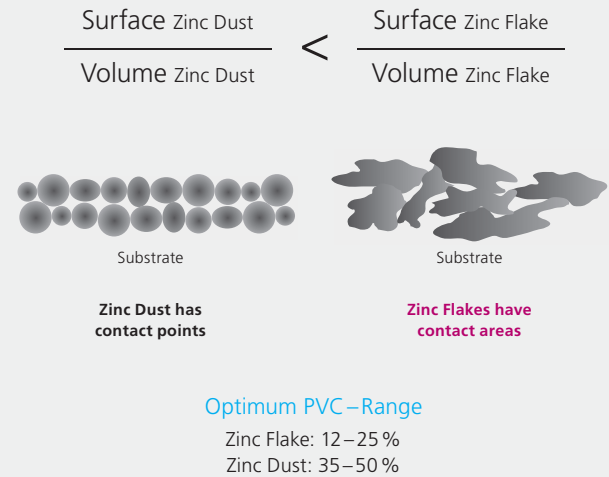 Surface Zinc Dust < Surface Zinc Flake
Volume Zinc Dust Volume Zinc Flake
Substrate Substrate
Zinc Dust has
contact points
Zinc Flakes have
contact areas
Optimum PVC–Range
Zinc Flake: 12–25 %
Zinc Dust: 35–50 %